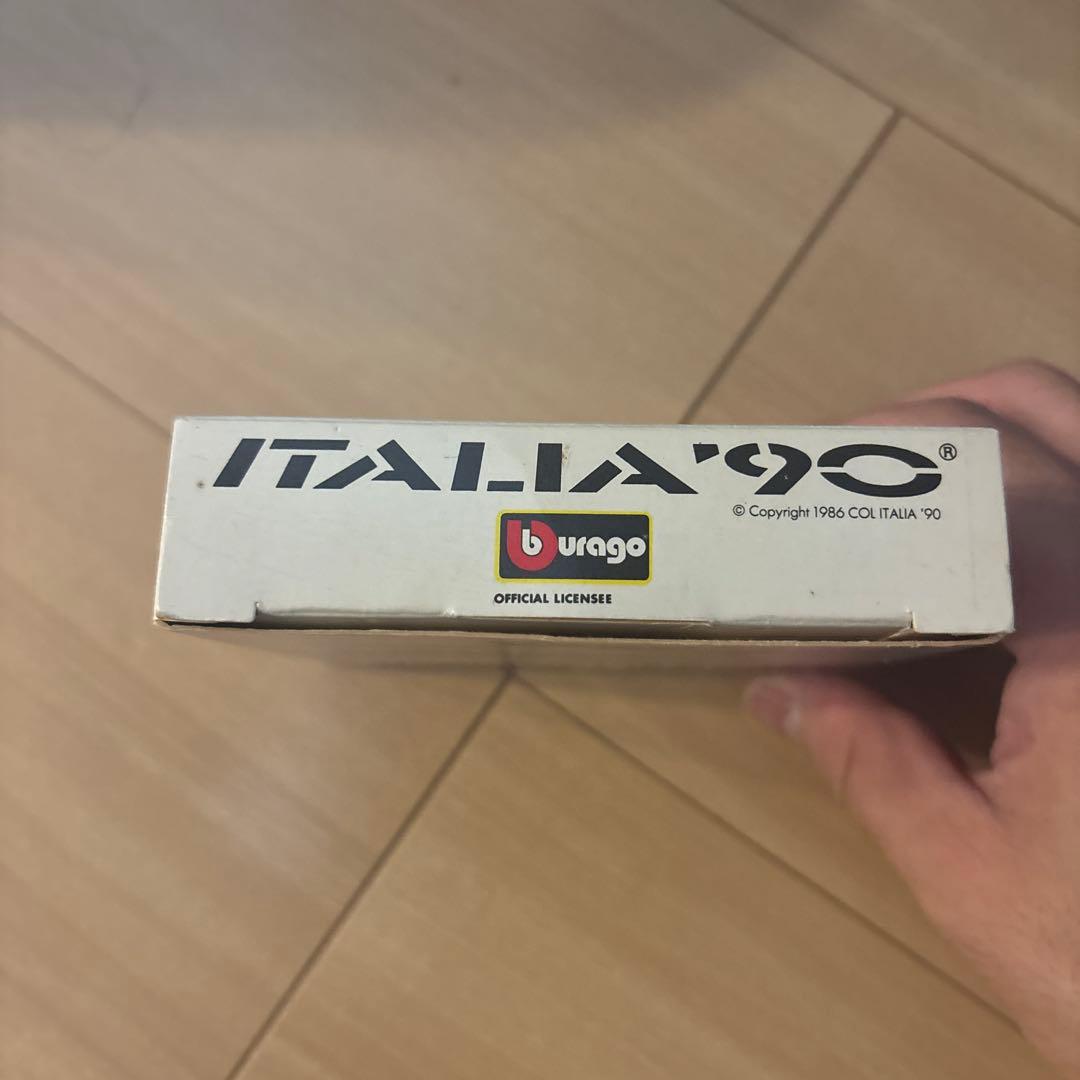 ITALIA '90®
© Copyright 1986 COL ITALIA '90
burago
OFFICIAL LICENSEE